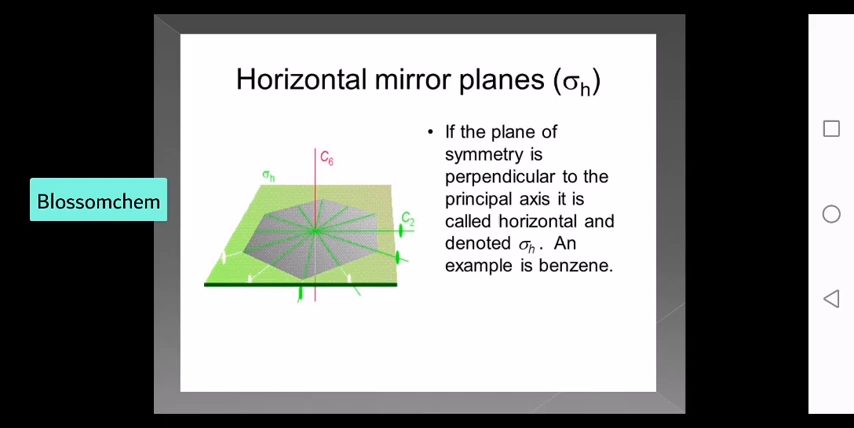 Horizontal mirror planes (σh)
• If the plane of
symmetry is
perpendicular to the
principal axis it is
called horizontal and
denoted σh. An
example is benzene.
C6
σh
C2
Blossomchem